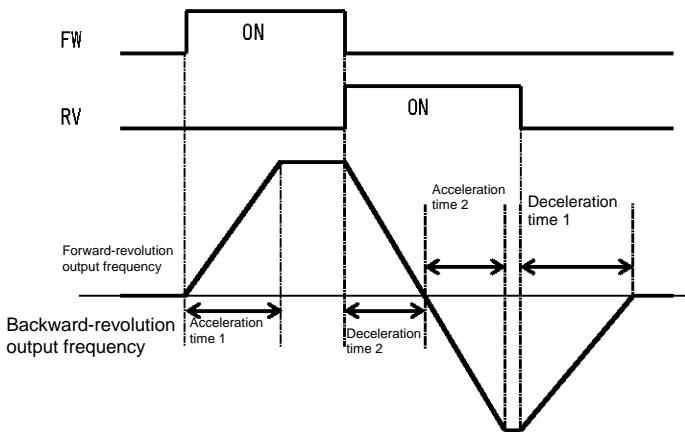 FW
ON
RV
ON
Acceleration
time 2
Deceleration
time 1
Forward-revolution
output frequency
Backward-revolution
output frequency
Acceleration
time 1
Deceleration
time 2